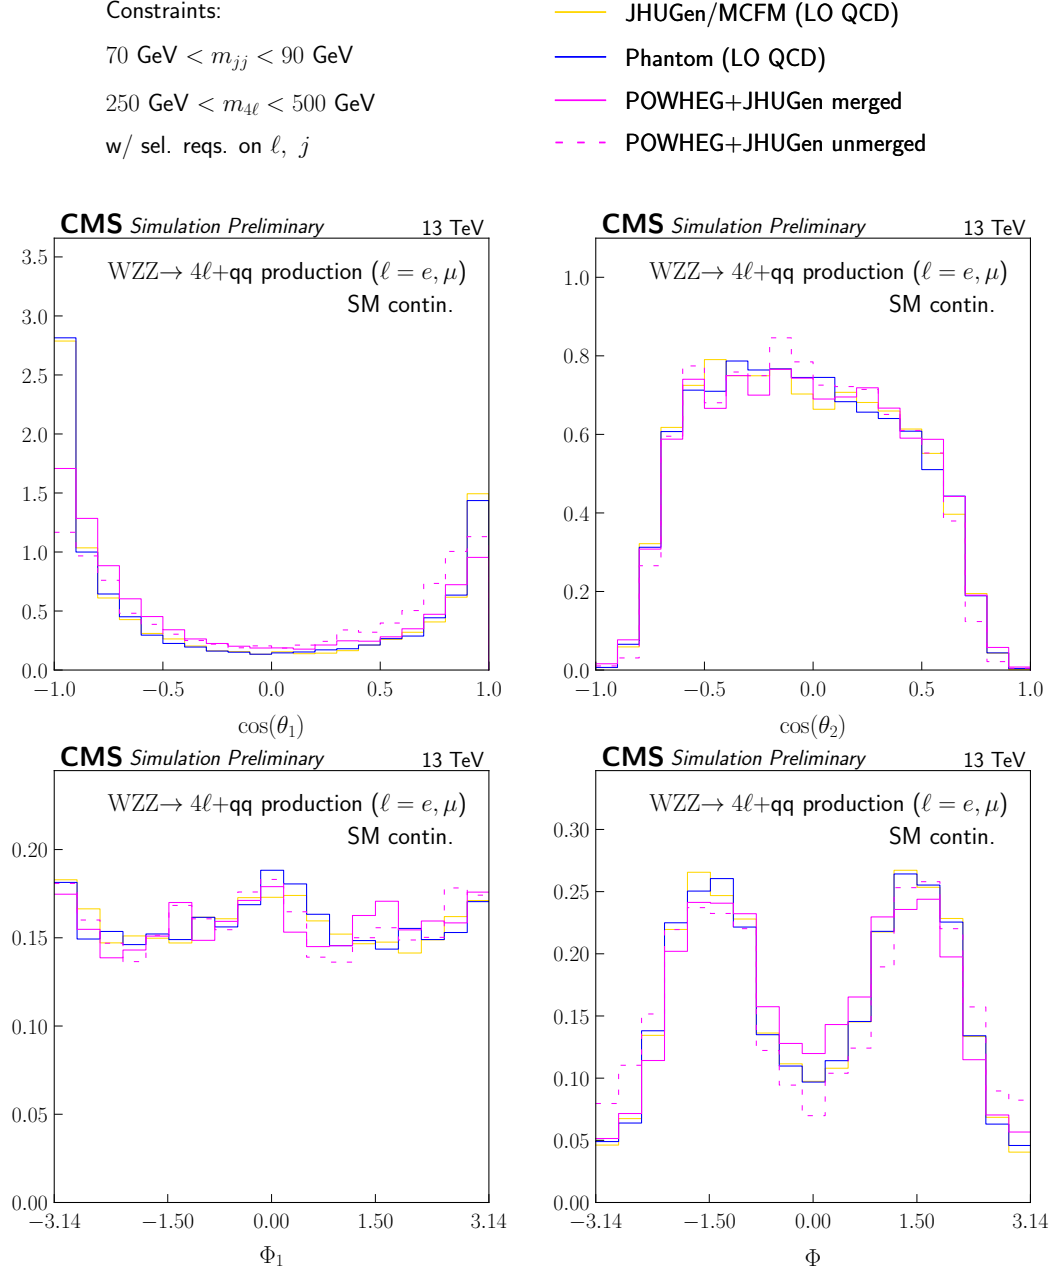 Constraints:
70 GeV < m_jj < 90 GeV
250 GeV < m_4ℓ < 500 GeV
w/ sel. reqs. on ℓ, j
JHUGen/MCFM (LO QCD)
Phantom (LO QCD)
POWHEG+JHUGen merged
POWHEG+JHUGen unmerged
CMS Simulation Preliminary 13 TeV
WZZ→ 4ℓ+qq production (ℓ = e, μ)
SM contin.
3.5
3.0
2.5
2.0
1.5
1.0
0.5
0.0
−1.0 −0.5 0.0 0.5 1.0
cos(θ₁)
CMS Simulation Preliminary 13 TeV
WZZ→ 4ℓ+qq production (ℓ = e, μ)
SM contin.
1.0
0.8
0.6
0.4
0.2
0.0
−1.0 −0.5 0.0 0.5 1.0
cos(θ₂)
CMS Simulation Preliminary 13 TeV
WZZ→ 4ℓ+qq production (ℓ = e, μ)
SM contin.
0.20
0.15
0.10
0.05
0.00
−3.14 −1.50 0.00 1.50 3.14
Φ₁
CMS Simulation Preliminary 13 TeV
WZZ→ 4ℓ+qq production (ℓ = e, μ)
SM contin.
0.30
0.25
0.20
0.15
0.10
0.05
0.00
−3.14 −1.50 0.00 1.50 3.14
Φ